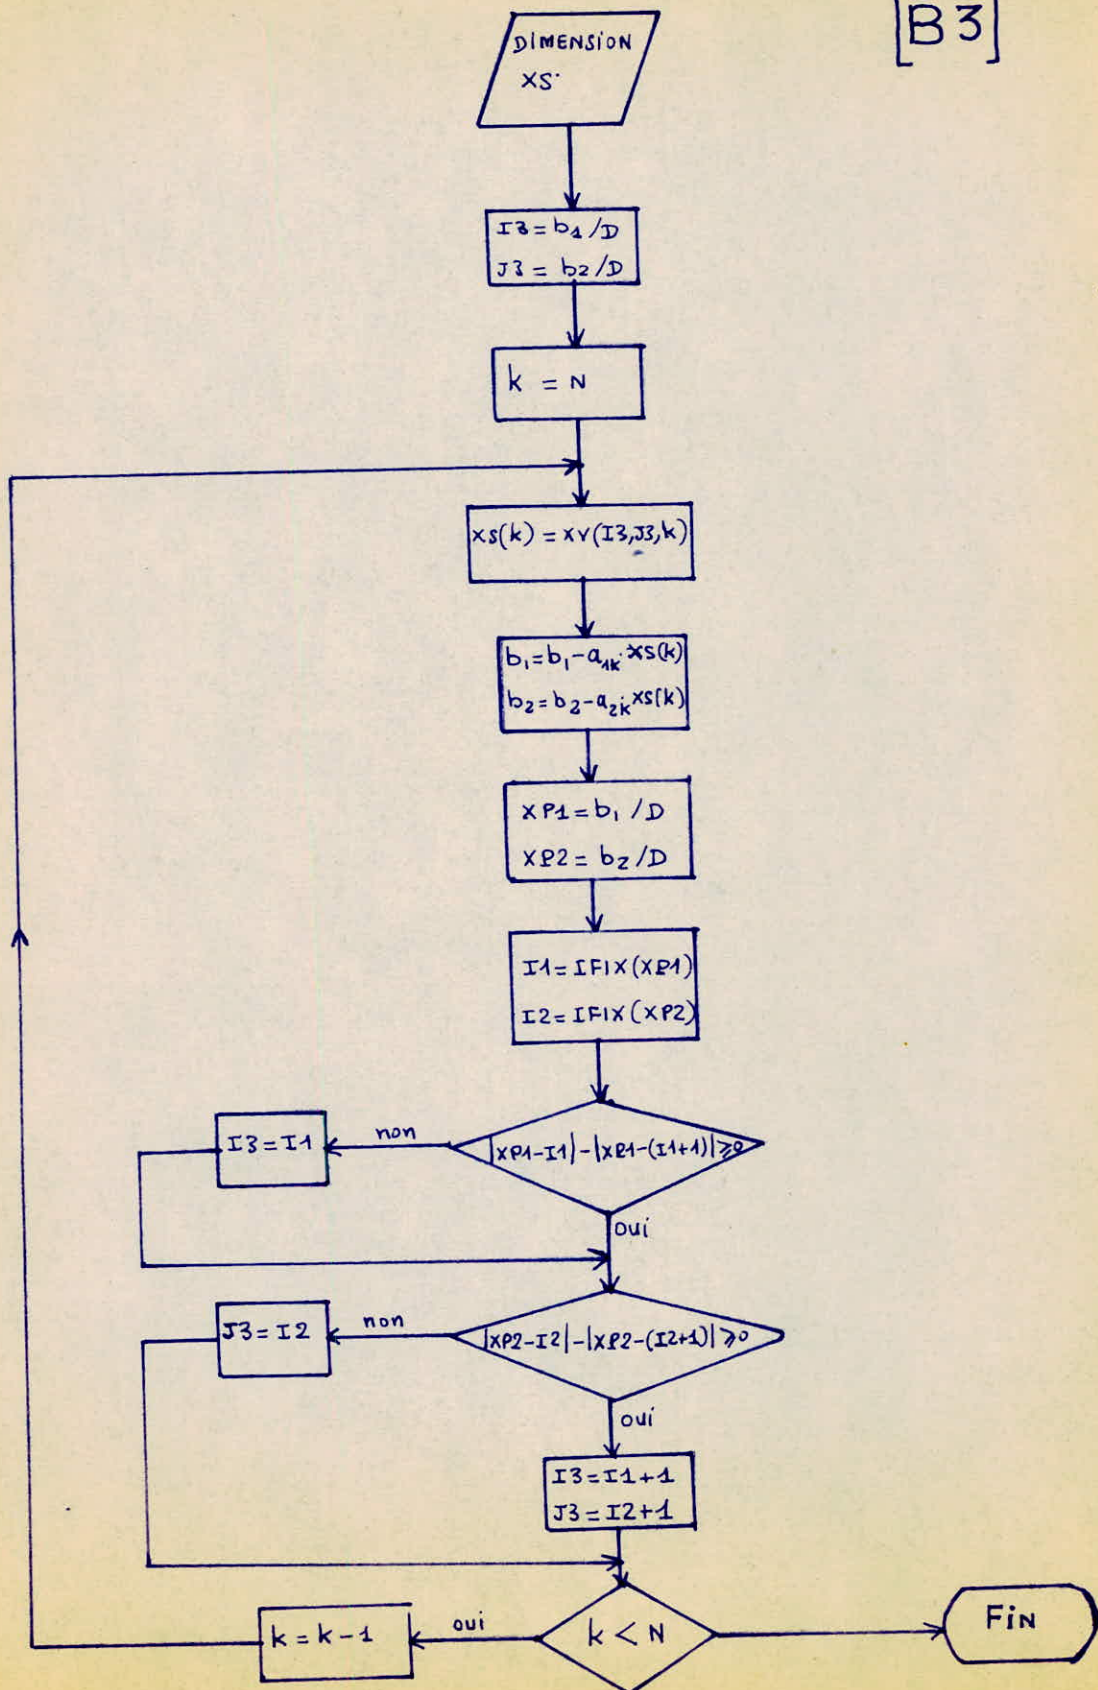 [B3]
DIMENSION
XS
I3 = b1/D
J3 = b2/D
k = N
xs(k) = xv(I3,J3,k)
b1=b1-a1k.xs(k)
b2=b2-a2k.xs(k)
XP1=b1/D
XP2=b2/D
I1=IFIX(XP1)
I2=IFIX(XP2)
I3=I1 non |XP1-I1|-|XP1-(I1+1)|⩾0
oui
J3=I2 non |XP2-I2|-|XP2-(I2+1)|⩾0
oui
I3=I1+1
J3=I2+1
k=k-1 oui k < N FiN